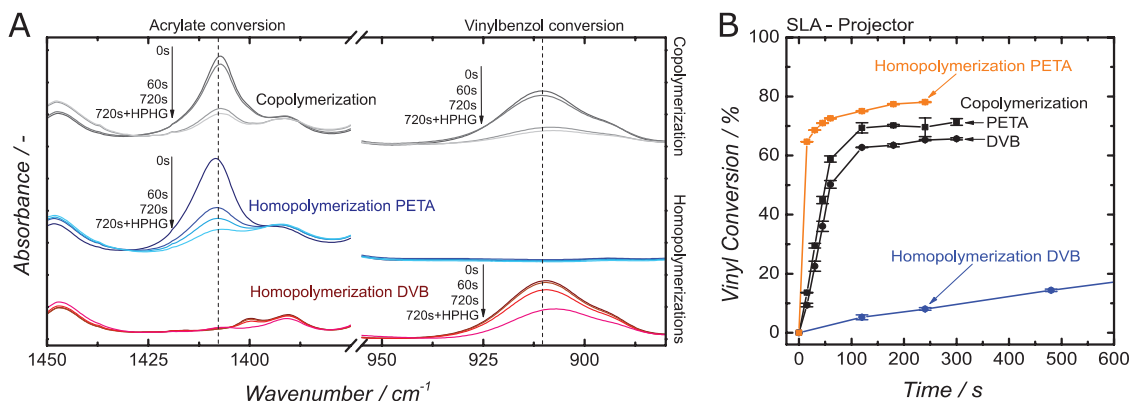 A
Acrylate conversion
Vinylbenzol conversion
0s
60s
720s
720s+HPHG
Copolymerization
0s
60s
720s
720s+HPHG
Copolymerization
0s
60s
720s
720s+HPHG
Homopolymerization PETA
Homopolymerizations
Homopolymerization DVB
0s
60s
720s
720s+HPHG
Absorbance / -
1450
1425
1400
950
925
900
Wavenumber / cm-1
B
SLA - Projector
Homopolymerization PETA
Copolymerization
PETA
DVB
Homopolymerization DVB
Vinyl Conversion / %
100
80
60
40
20
0
0
100
200
300
400
500
600
Time / s